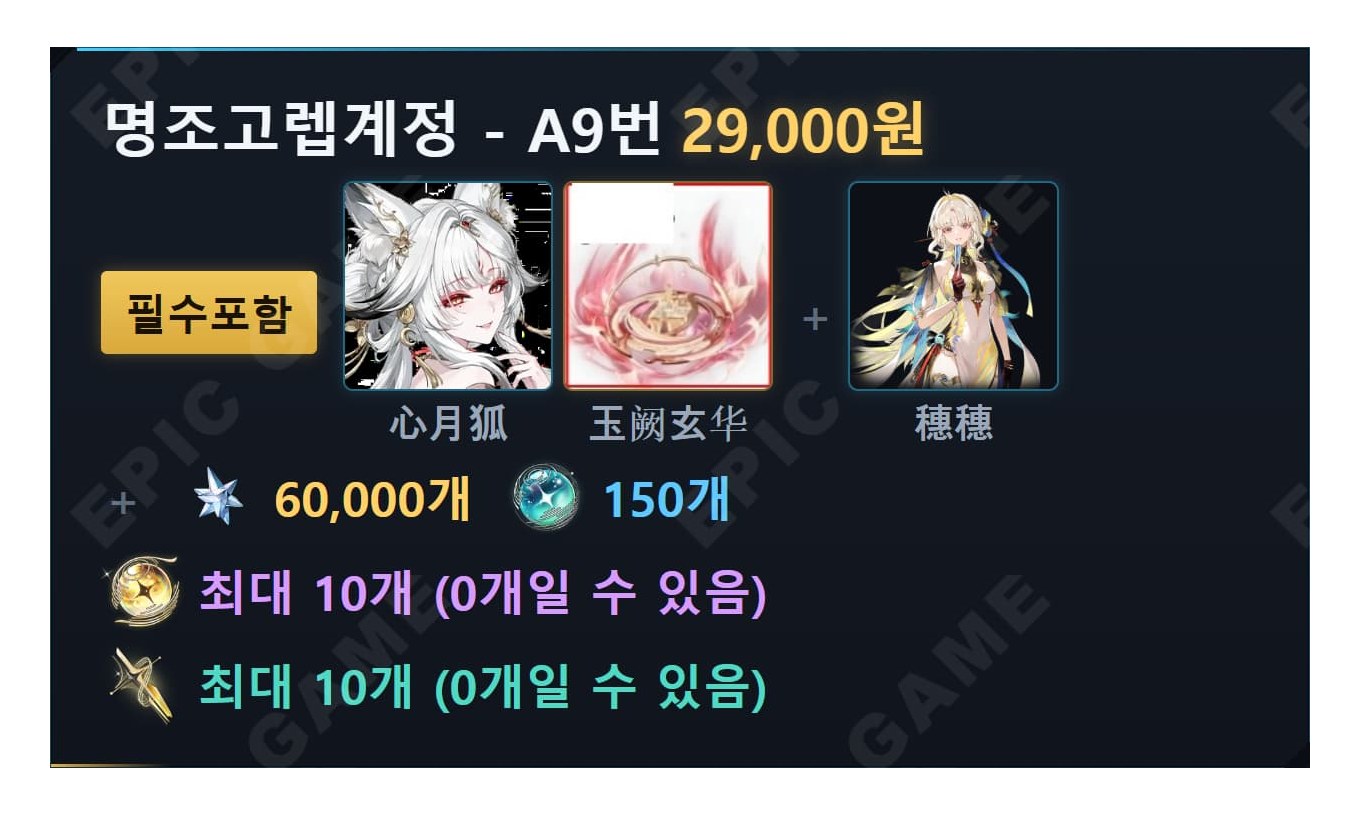 명조고렙계정 - A9번 29,000원
필수포함
+
心月狐 玉阙玄华 穗穗
+ 60,000개 150개
최대 10개 (0개일 수 있음)
최대 10개 (0개일 수 있음)
EPIC GAME